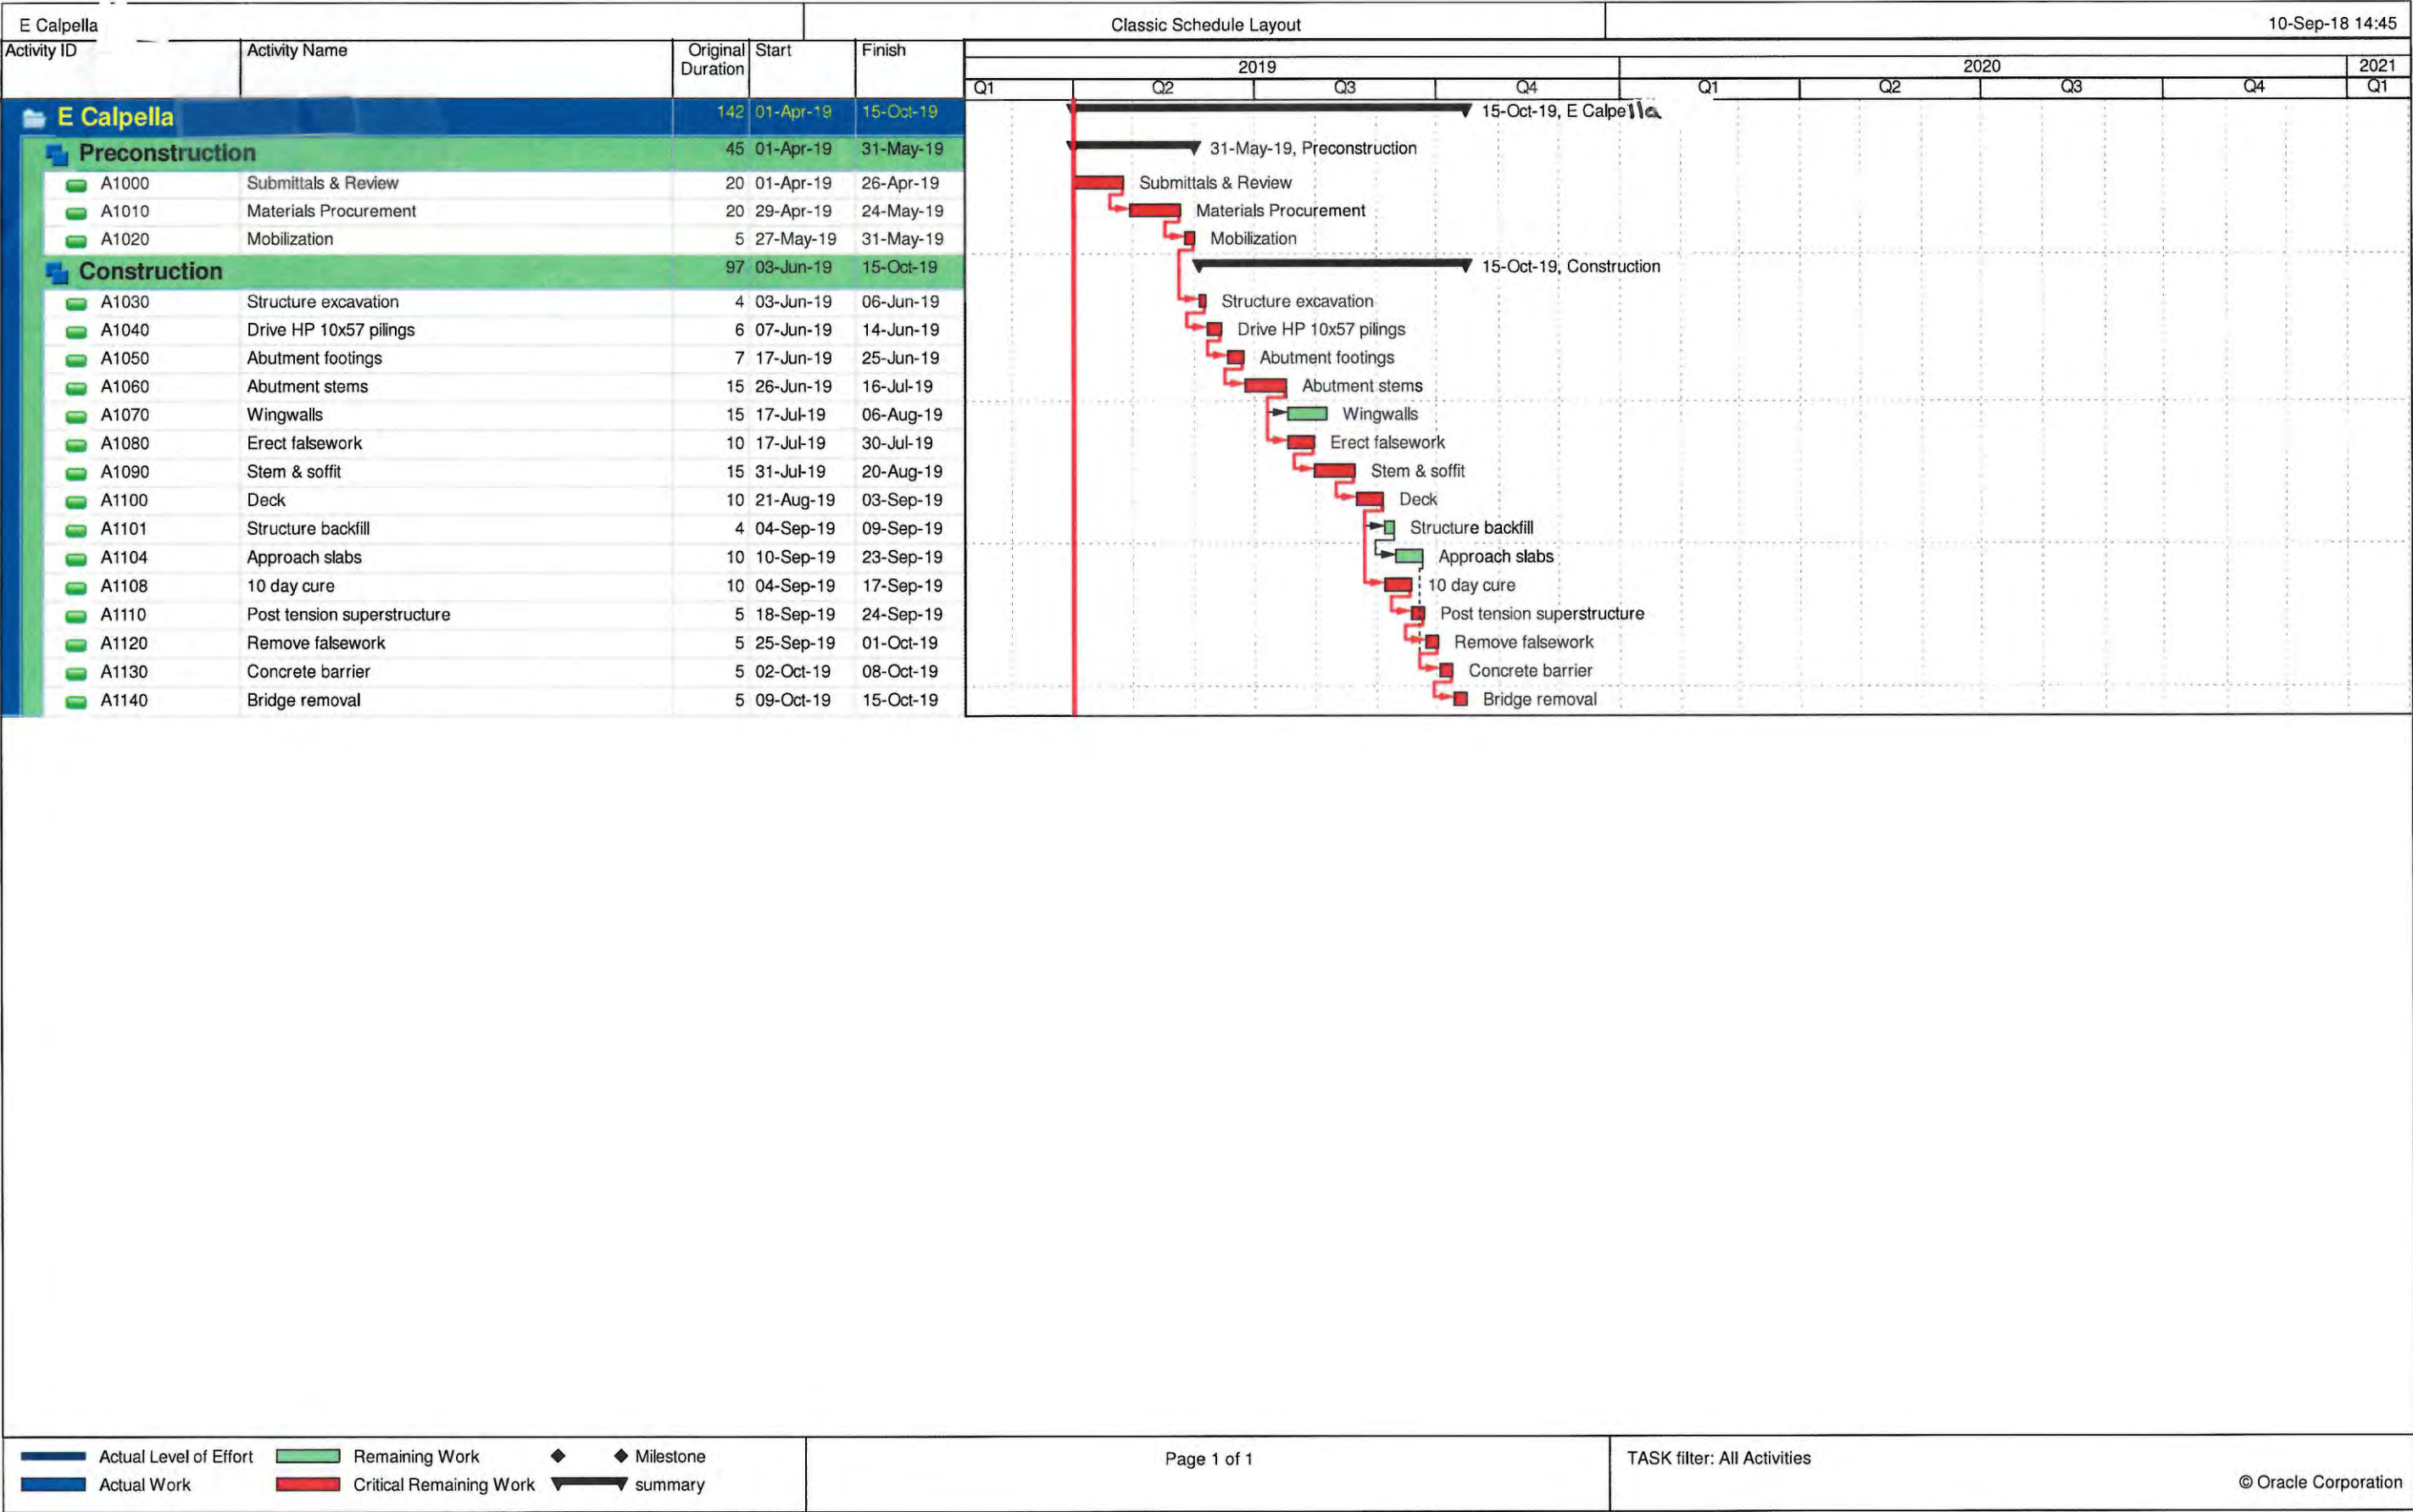 E Calpella Classic Schedule Layout 10-Sep-18 14:45
Activity ID Activity Name Original Duration Start Finish
2019 2020 2021
Q1 Q2 Q3 Q4 Q1 Q2 Q3 Q4 Q1
E Calpella 142 01-Apr-19 15-Oct-19 15-Oct-19, E Calpella
Preconstruction 45 01-Apr-19 31-May-19 31-May-19, Preconstruction
A1000 Submittals & Review 20 01-Apr-19 26-Apr-19 Submittals & Review
A1010 Materials Procurement 20 29-Apr-19 24-May-19 Materials Procurement
A1020 Mobilization 5 27-May-19 31-May-19 Mobilization
Construction 97 03-Jun-19 15-Oct-19 15-Oct-19, Construction
A1030 Structure excavation 4 03-Jun-19 06-Jun-19 Structure excavation
A1040 Drive HP 10x57 pilings 6 07-Jun-19 14-Jun-19 Drive HP 10x57 pilings
A1050 Abutment footings 7 17-Jun-19 25-Jun-19 Abutment footings
A1060 Abutment stems 15 26-Jun-19 16-Jul-19 Abutment stems
A1070 Wingwalls 15 17-Jul-19 06-Aug-19 Wingwalls
A1080 Erect falsework 10 17-Jul-19 30-Jul-19 Erect falsework
A1090 Stem & soffit 15 31-Jul-19 20-Aug-19 Stem & soffit
A1100 Deck 10 21-Aug-19 03-Sep-19 Deck
A1101 Structure backfill 4 04-Sep-19 09-Sep-19 Structure backfill
A1104 Approach slabs 10 10-Sep-19 23-Sep-19 Approach slabs
A1108 10 day cure 10 04-Sep-19 17-Sep-19 10 day cure
A1110 Post tension superstructure 5 18-Sep-19 24-Sep-19 Post tension superstructure
A1120 Remove falsework 5 25-Sep-19 01-Oct-19 Remove falsework
A1130 Concrete barrier 5 02-Oct-19 08-Oct-19 Concrete barrier
A1140 Bridge removal 5 09-Oct-19 15-Oct-19 Bridge removal
Actual Level of Effort Remaining Work Milestone Page 1 of 1 TASK filter: All Activities
Actual Work Critical Remaining Work summary © Oracle Corporation